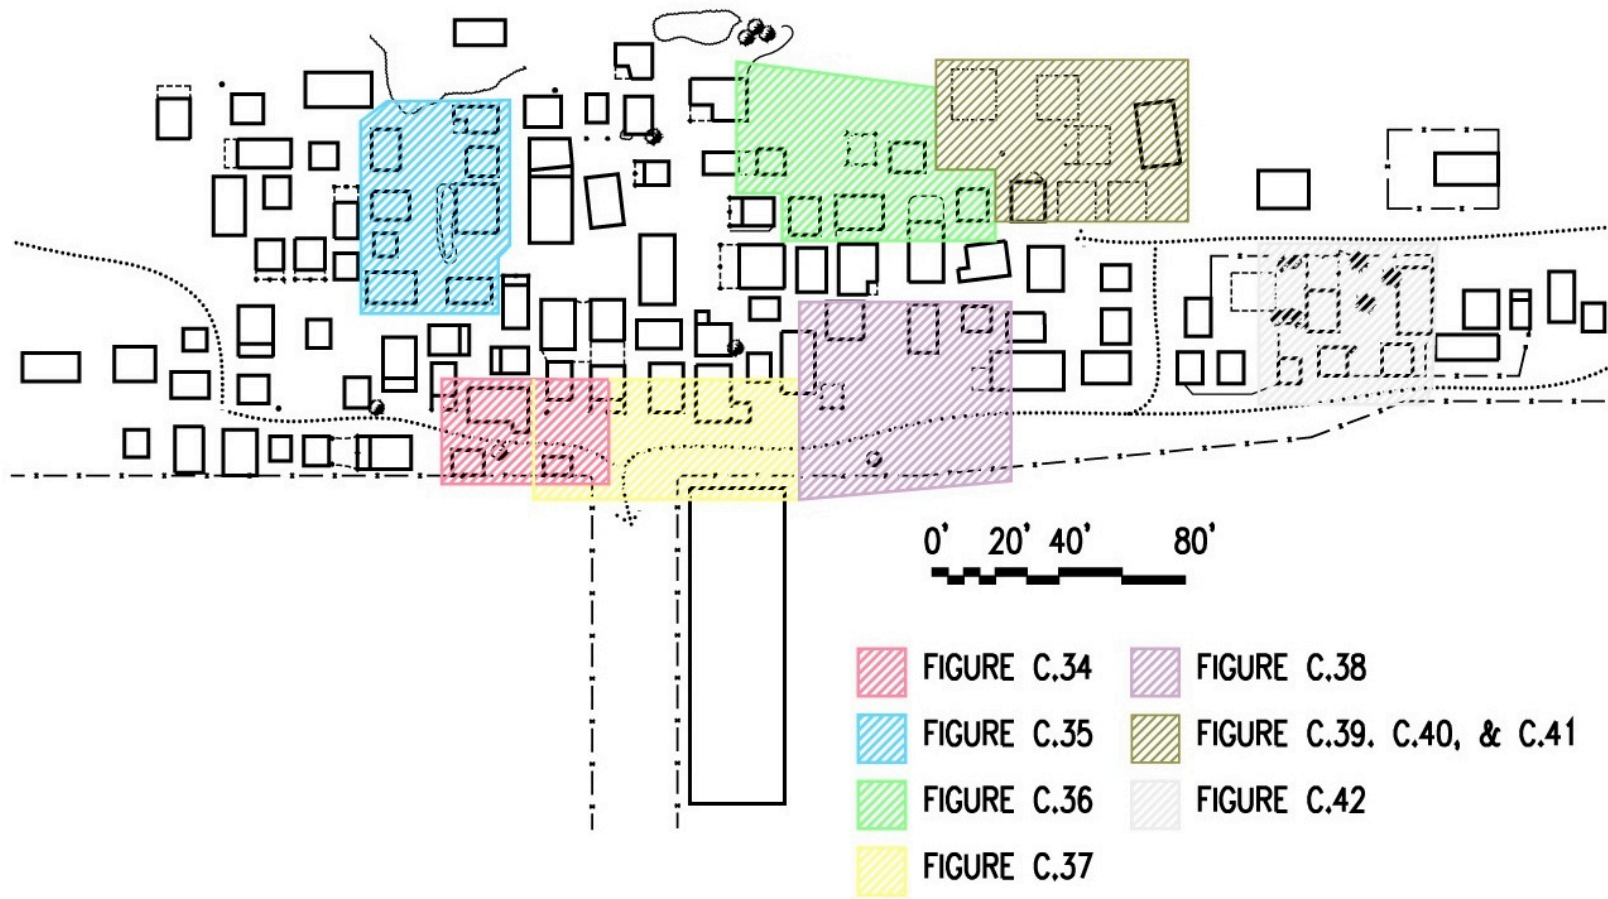 0' 20' 40' 80'
FIGURE C.34
FIGURE C.35
FIGURE C.36
FIGURE C.37
FIGURE C.38
FIGURE C.39. C.40, & C.41
FIGURE C.42